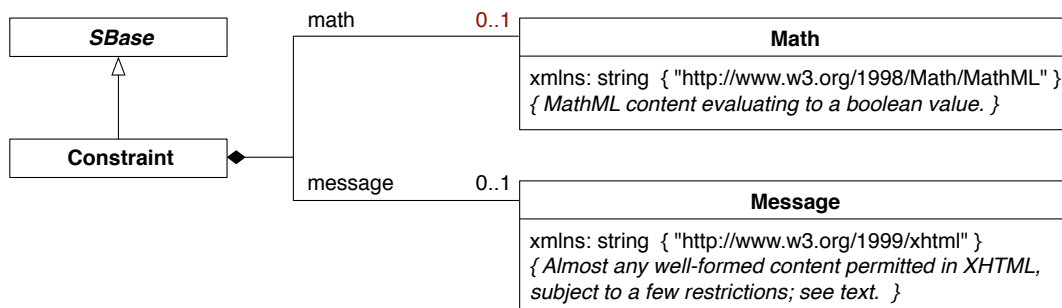 math 0..1
SBase
Math
xmlns: string { "http://www.w3.org/1998/Math/MathML" }
{ MathML content evaluating to a boolean value. }
Constraint
message 0..1
Message
xmlns: string { "http://www.w3.org/1999/xhtml" }
{ Almost any well-formed content permitted in XHTML,
subject to a few restrictions; see text. }